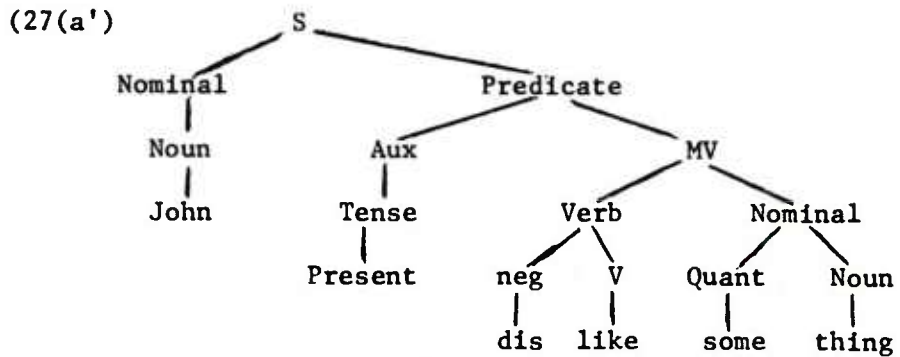 (27(a') S
Nominal Predicate
Noun Aux MV
John Tense Verb Nominal
Present neg V Quant Noun
dis like some thing